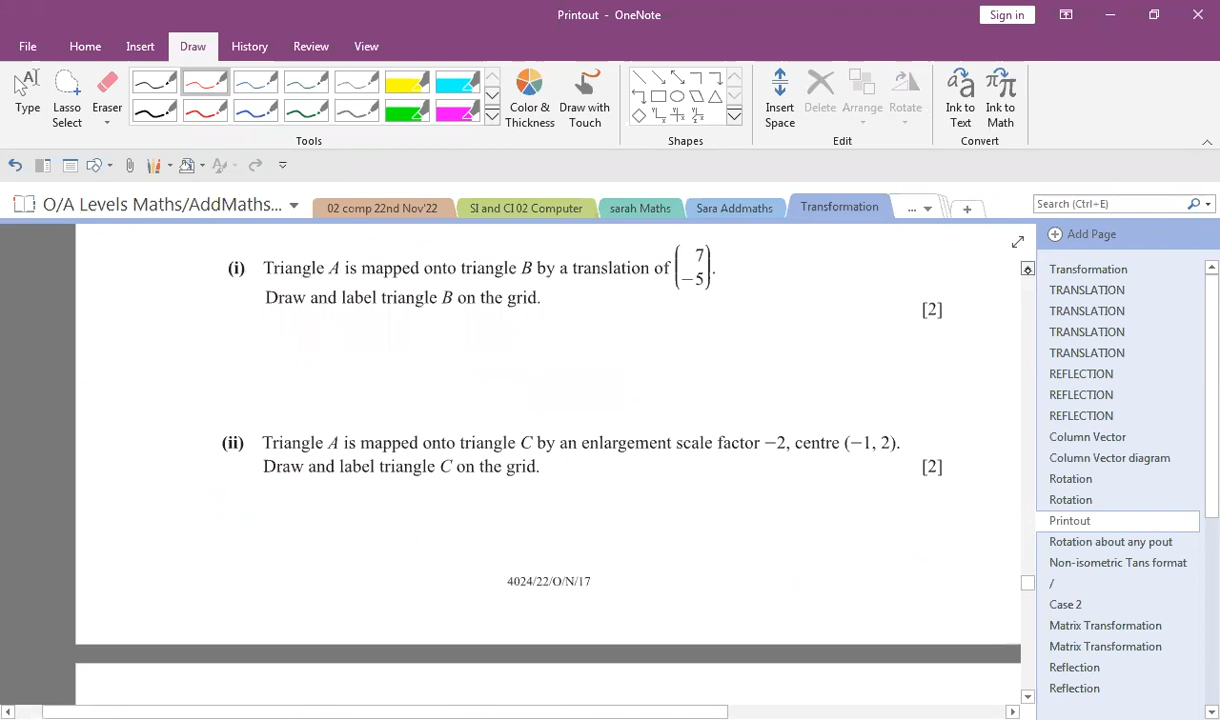 Printout - OneNote
Sign in
File Home Insert Draw History Review View
Type
Lasso Select
Eraser
Color & Thickness
Draw with Touch
Insert Space
Delete
Arrange
Rotate
Ink to Text
Ink to Math
Tools Shapes Edit Convert
O/A Levels Maths/AddMaths...
02 comp 22nd Nov'22
SI and CI 02 Computer
sarah Maths
Sara Addmaths
Transformation
...
Search (Ctrl+E)
Add Page
(i) Triangle A is mapped onto triangle B by a translation of (7 −5).
Draw and label triangle B on the grid.
[2]
(ii) Triangle A is mapped onto triangle C by an enlargement scale factor −2, centre (−1, 2).
Draw and label triangle C on the grid. [2]
4024/22/O/N/17
Transformation
TRANSLATION
TRANSLATION
TRANSLATION
TRANSLATION
REFLECTION
REFLECTION
REFLECTION
Column Vector
Column Vector diagram
Rotation
Rotation
Printout
Rotation about any pout
Non-isometric Tans format
/
Case 2
Matrix Transformation
Matrix Transformation
Reflection
Reflection